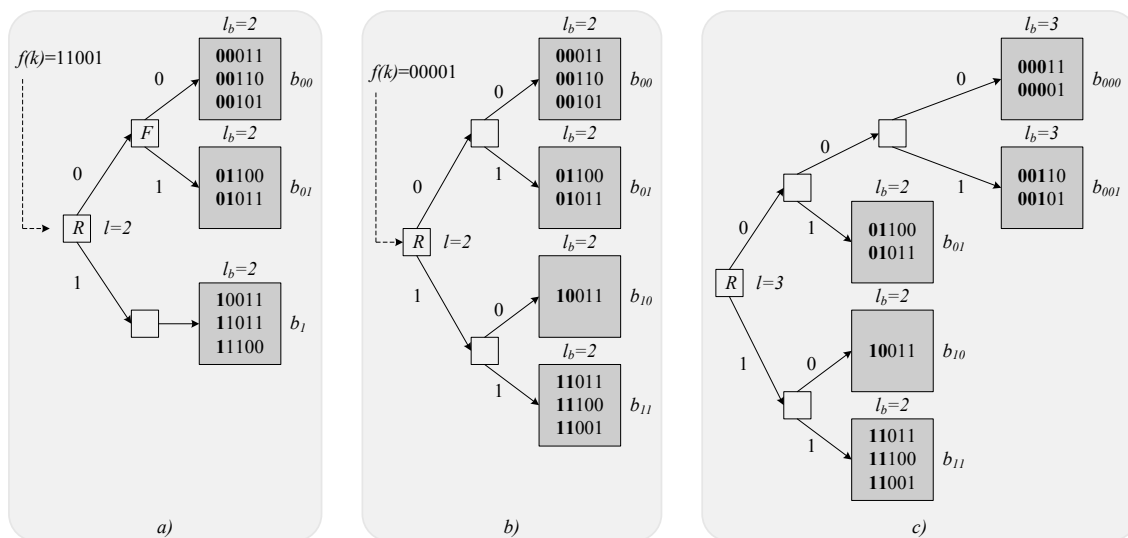 l_b=2
f(k)=11001
0
00011
00110
00101
b_00
F
l_b=2
0
1
01100
01011
b_01
R
l=2
1
l_b=2
10011
11011
11100
b_1
a)
l_b=2
f(k)=00001
0
00011
00110
00101
b_00
l_b=2
0
1
01100
01011
b_01
R
l=2
l_b=2
1
0
10011
b_10
l_b=2
1
11011
11100
11001
b_11
b)
l_b=3
0
00011
00001
b_000
l_b=3
0
1
00110
00101
b_001
l_b=2
0
1
01100
01011
b_01
R
l=3
l_b=2
1
0
10011
b_10
l_b=2
1
11011
11100
11001
b_11
c)